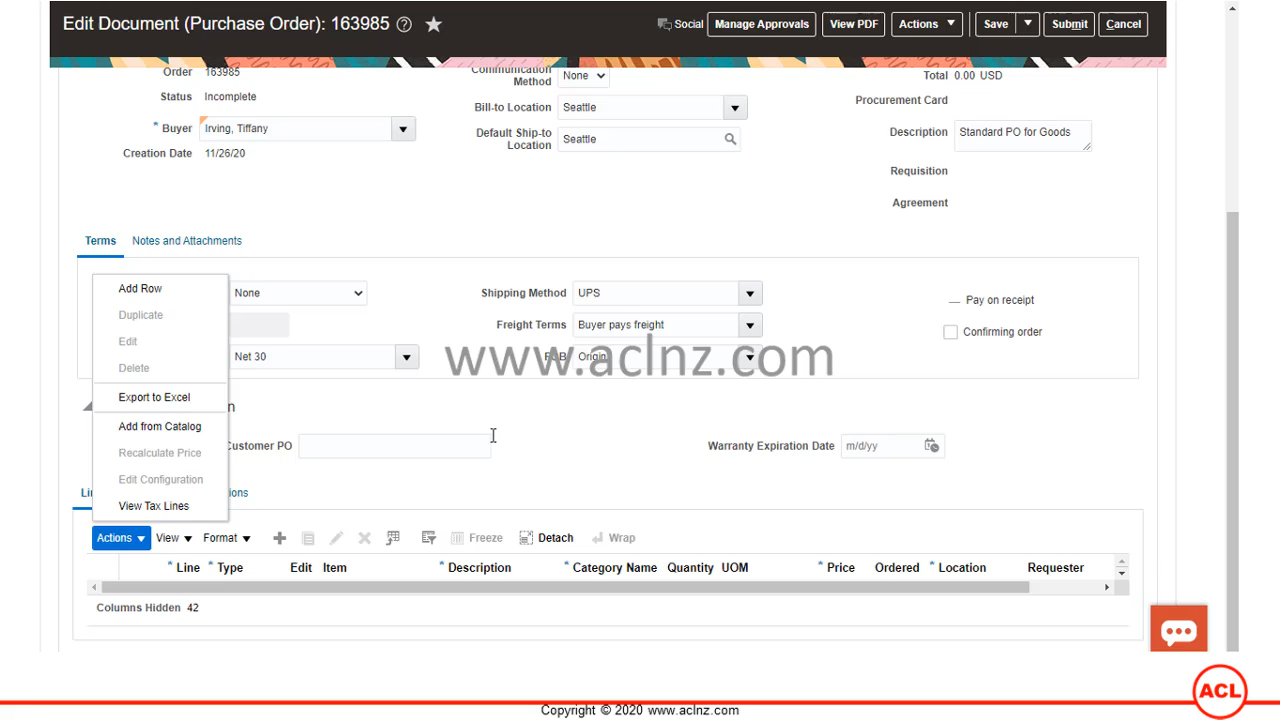 Edit Document (Purchase Order): 163985
Social
Manage Approvals
View PDF
Actions
Save
Submit
Cancel
Order 163985
Communication Method None
Total 0.00 USD
Status Incomplete
Procurement Card
Bill-to Location Seattle
* Buyer Irving, Tiffany
Default Ship-to Location Seattle
Description Standard PO for Goods
Creation Date 11/26/20
Requisition
Agreement
Terms
Notes and Attachments
Add Row
Duplicate
Edit
Delete
Export to Excel
Add from Catalog
Recalculate Price
Edit Configuration
View Tax Lines
None
Shipping Method UPS
Pay on receipt
Freight Terms Buyer pays freight
Confirming order
Net 30
FOB Origin
www.aclnz.com
Customer PO
Warranty Expiration Date m/d/yy
Actions View Format Freeze Detach Wrap
* Line * Type Edit Item * Description * Category Name Quantity UOM * Price Ordered * Location Requester
Columns Hidden 42
ACL
Copyright © 2020 www.aclnz.com